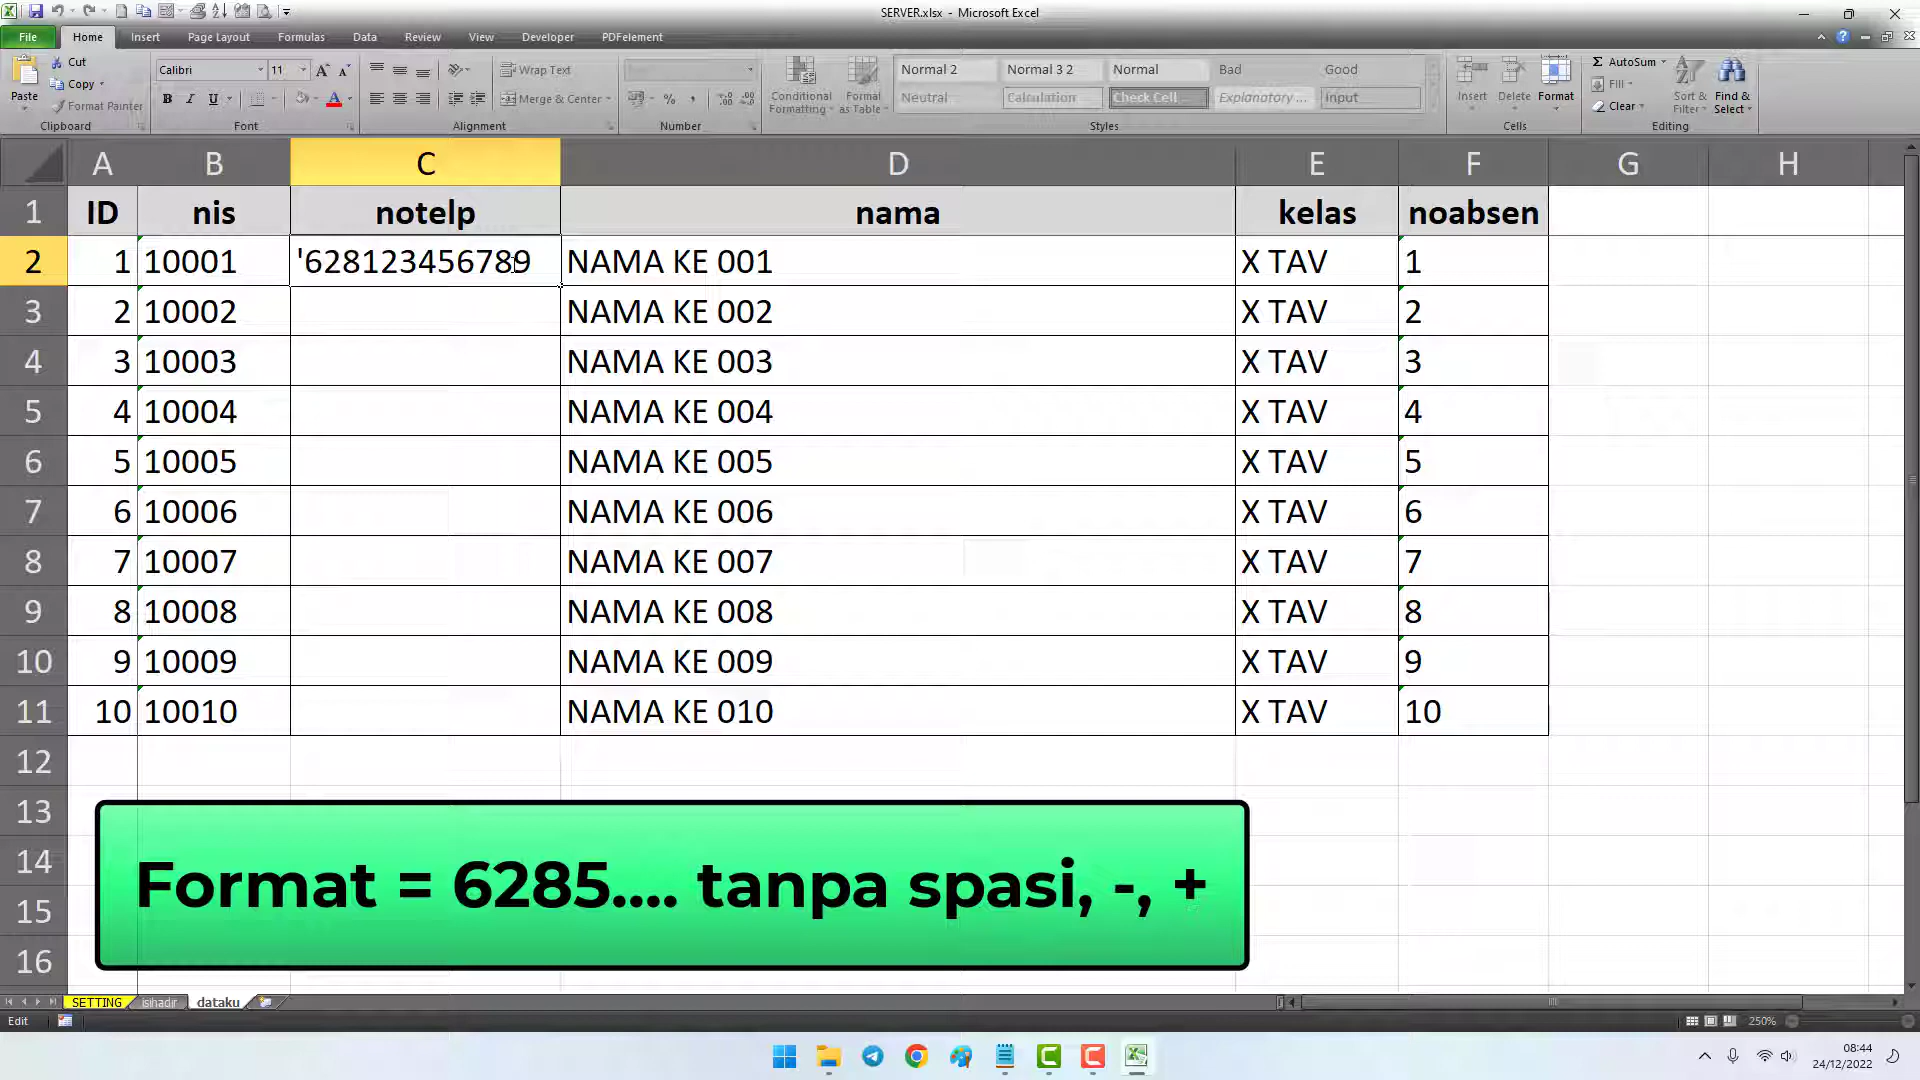 SERVER.xlsx - Microsoft Excel
File Home Insert Page Layout Formulas Data Review View Developer PDFelement
Paste Cut Copy Format Painter
Clipboard
Calibri 11
B I U A
Font
Wrap Text
Merge & Center
Alignment
% ,
Number
Conditional Formatting Format as Table
Normal 2 Normal 3 2 Normal Bad Good
Neutral Calculation Check Cell Explanatory ... Input
Styles
Insert Delete Format
Cells
Σ AutoSum Fill Clear
Sort & Filter Find & Select
Editing
A B C D E F G H
1 ID nis notelp nama kelas noabsen
2 1 10001 '628123456789 NAMA KE 001 X TAV 1
3 2 10002 NAMA KE 002 X TAV 2
4 3 10003 NAMA KE 003 X TAV 3
5 4 10004 NAMA KE 004 X TAV 4
6 5 10005 NAMA KE 005 X TAV 5
7 6 10006 NAMA KE 006 X TAV 6
8 7 10007 NAMA KE 007 X TAV 7
9 8 10008 NAMA KE 008 X TAV 8
10 9 10009 NAMA KE 009 X TAV 9
11 10 10010 NAMA KE 010 X TAV 10
12
13
14
15
16
Format = 6285.... tanpa spasi, -, +
SETTING isihadir dataku
Edit
250%
08:44
24/12/2022